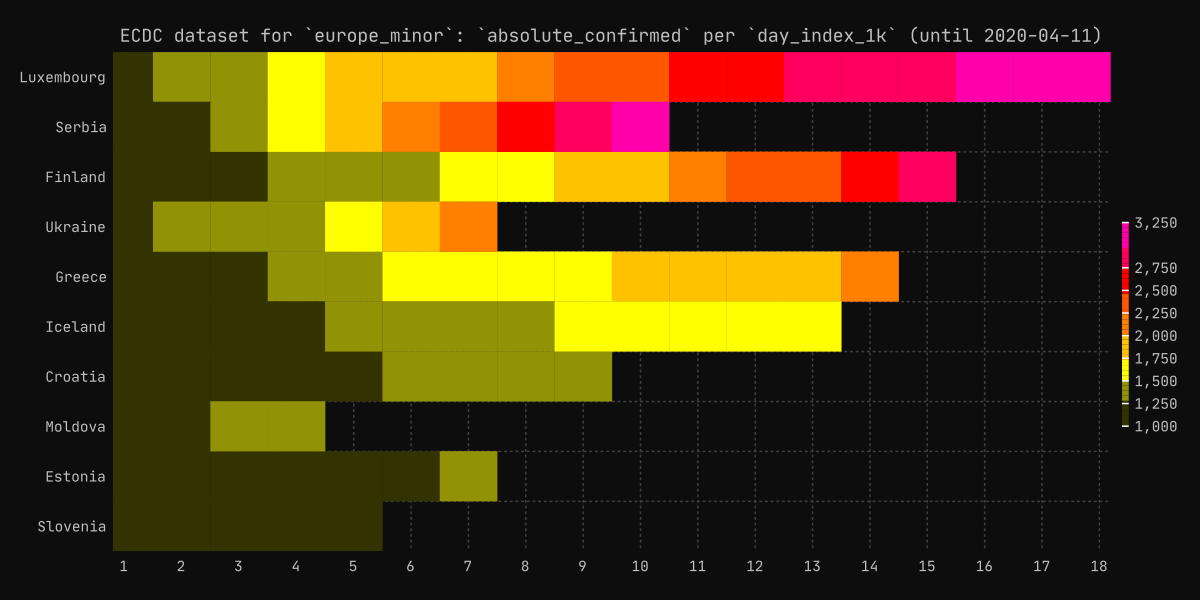 ECDC dataset for `europe_minor`: `absolute_confirmed` per `day_index_1k` (until 2020-04-11)
Luxembourg
Serbia
Finland
Ukraine
Greece
Iceland
Croatia
Moldova
Estonia
Slovenia
1 2 3 4 5 6 7 8 9 10 11 12 13 14 15 16 17 18
3,250
2,750
2,500
2,250
2,000
1,750
1,500
1,250
1,000